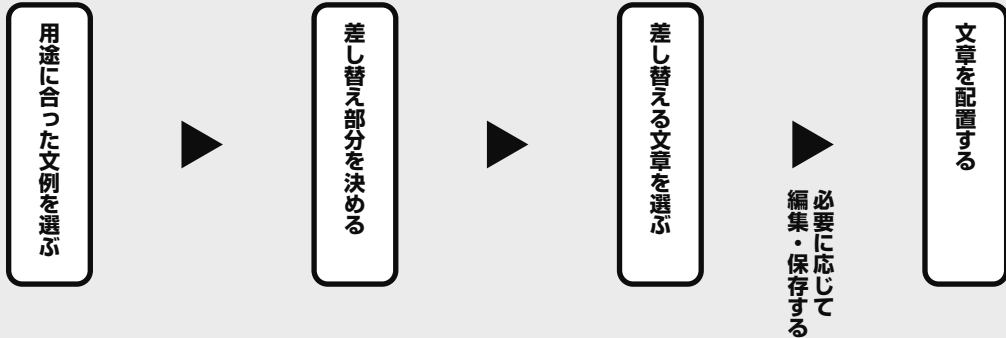 用途に合った文例を選ぶ
差し替え部分を決める
差し替える文章を選ぶ
必要に応じて
編集・保存する
文章を配置する